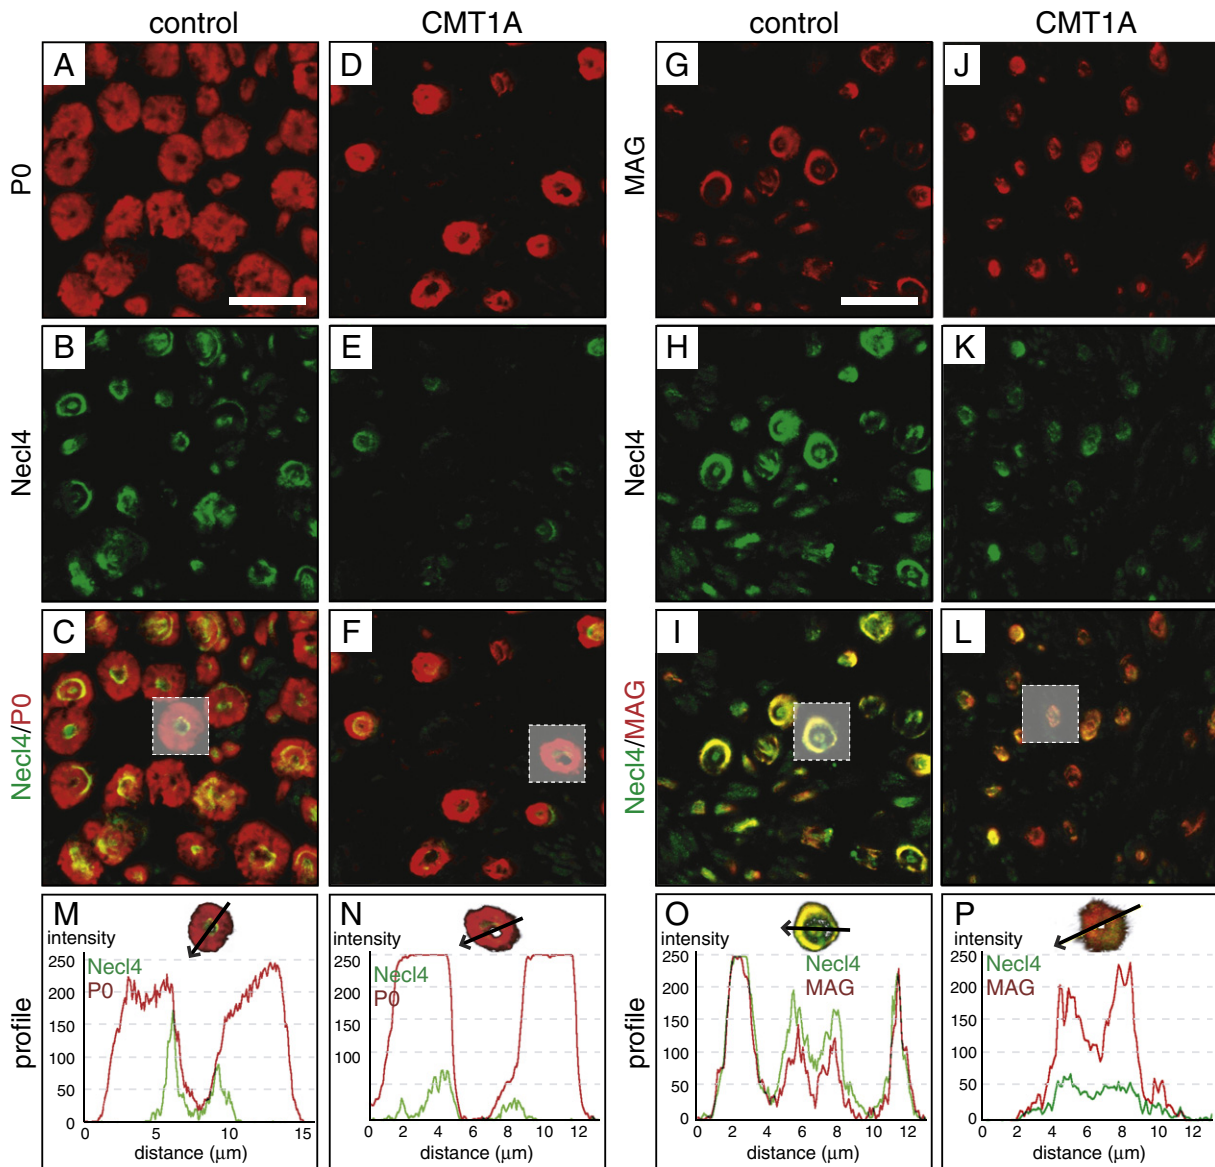 control CMT1A control CMT1A
A D G J
P0 MAG
B E H K
Necl4 Necl4
C F I L
Necl4/P0 Necl4/MAG
M N O P
intensity intensity intensity intensity
Necl4 Necl4 Necl4 Necl4
P0 P0 MAG MAG
profile profile
250 250 250 250
200 200 200 200
150 150 150 150
100 100 100 100
50 50 50
0 0 0 0
0 5 10 15 0 2 4 6 8 10 12 0 2 4 6 8 10 12 0 2 4 6 8 10 12
distance (μm) distance (μm) distance (μm) distance (μm)